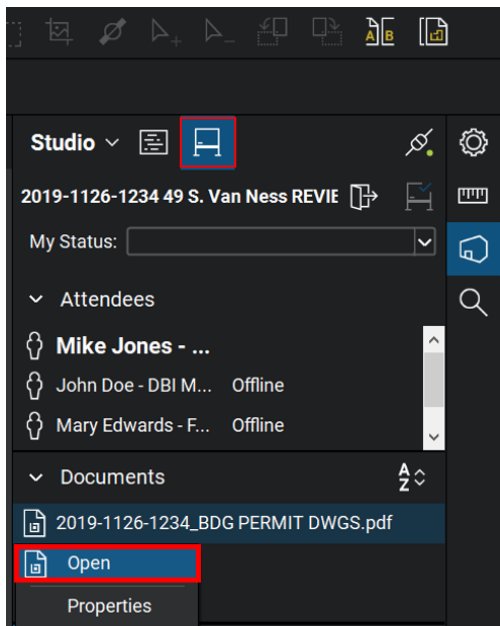 A B
Studio
2019-1126-1234 49 S. Van Ness REVIE
My Status:
Attendees
Mike Jones - ...
John Doe - DBI M... Offline
Mary Edwards - F... Offline
Documents
A
Z
2019-1126-1234_BDG PERMIT DWGS.pdf
Open
Properties